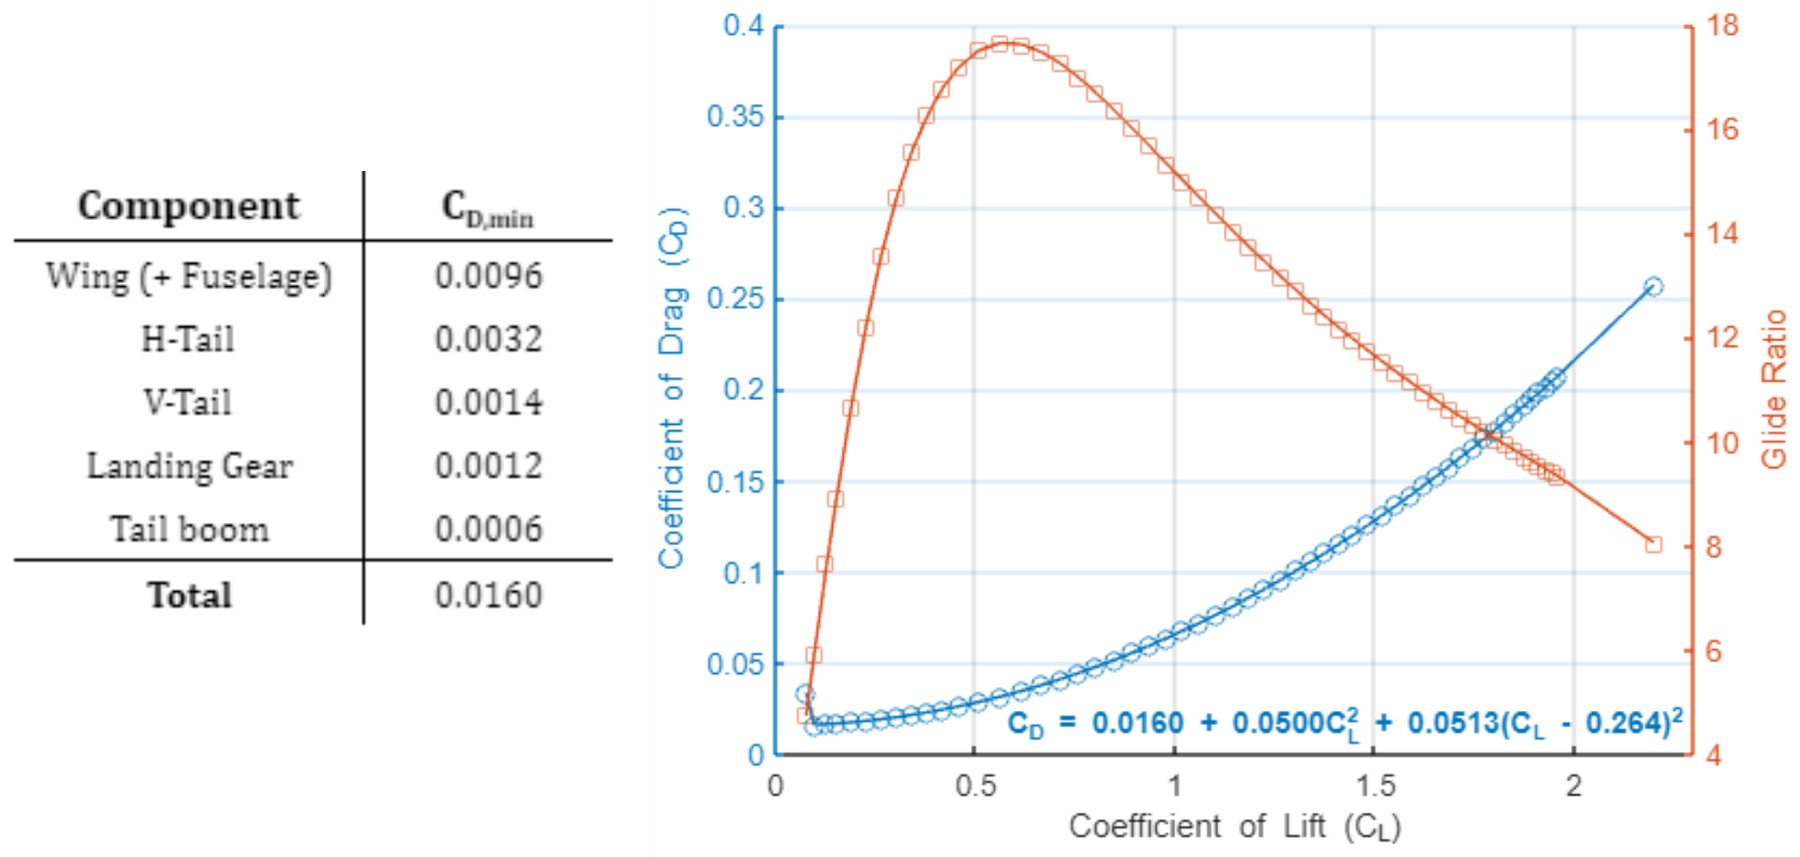 Component C_D,min
Wing (+ Fuselage) 0.0096
H-Tail 0.0032
V-Tail 0.0014
Landing Gear 0.0012
Tail boom 0.0006
Total 0.0160
Coefficient of Drag (C_D)
0.4
0.35
0.3
0.25
0.2
0.15
0.1
0.05
0
C_D = 0.0160 + 0.0500C_L^2 + 0.0513(C_L - 0.264)^2
18
16
14
12
10
8
6
4
Glide Ratio
0 0.5 1 1.5 2
Coefficient of Lift (C_L)